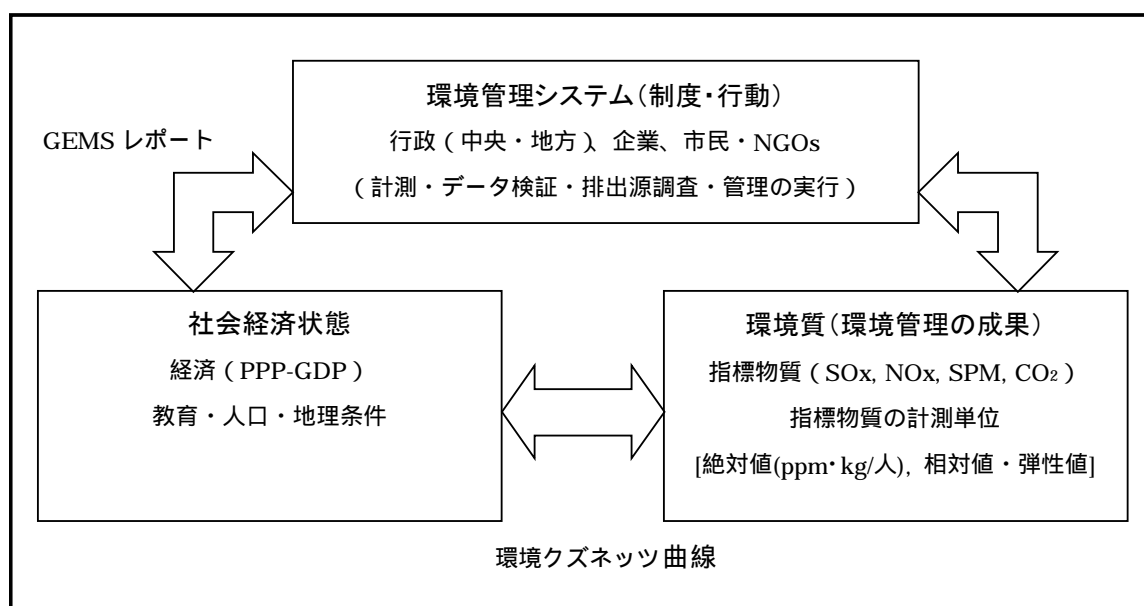 環境管理システム（制度・行動）
行政（中央・地方）、企業、市民・NGOs
（計測・データ検証・排出源調査・管理の実行）
GEMS レポート
社会経済状態
経済（PPP-GDP）
教育・人口・地理条件
環境質（環境管理の成果）
指標物質（SOx, NOx, SPM, CO₂）
指標物質の計測単位
[絶対値(ppm・kg/人), 相対値・弾性値]
環境クズネッツ曲線